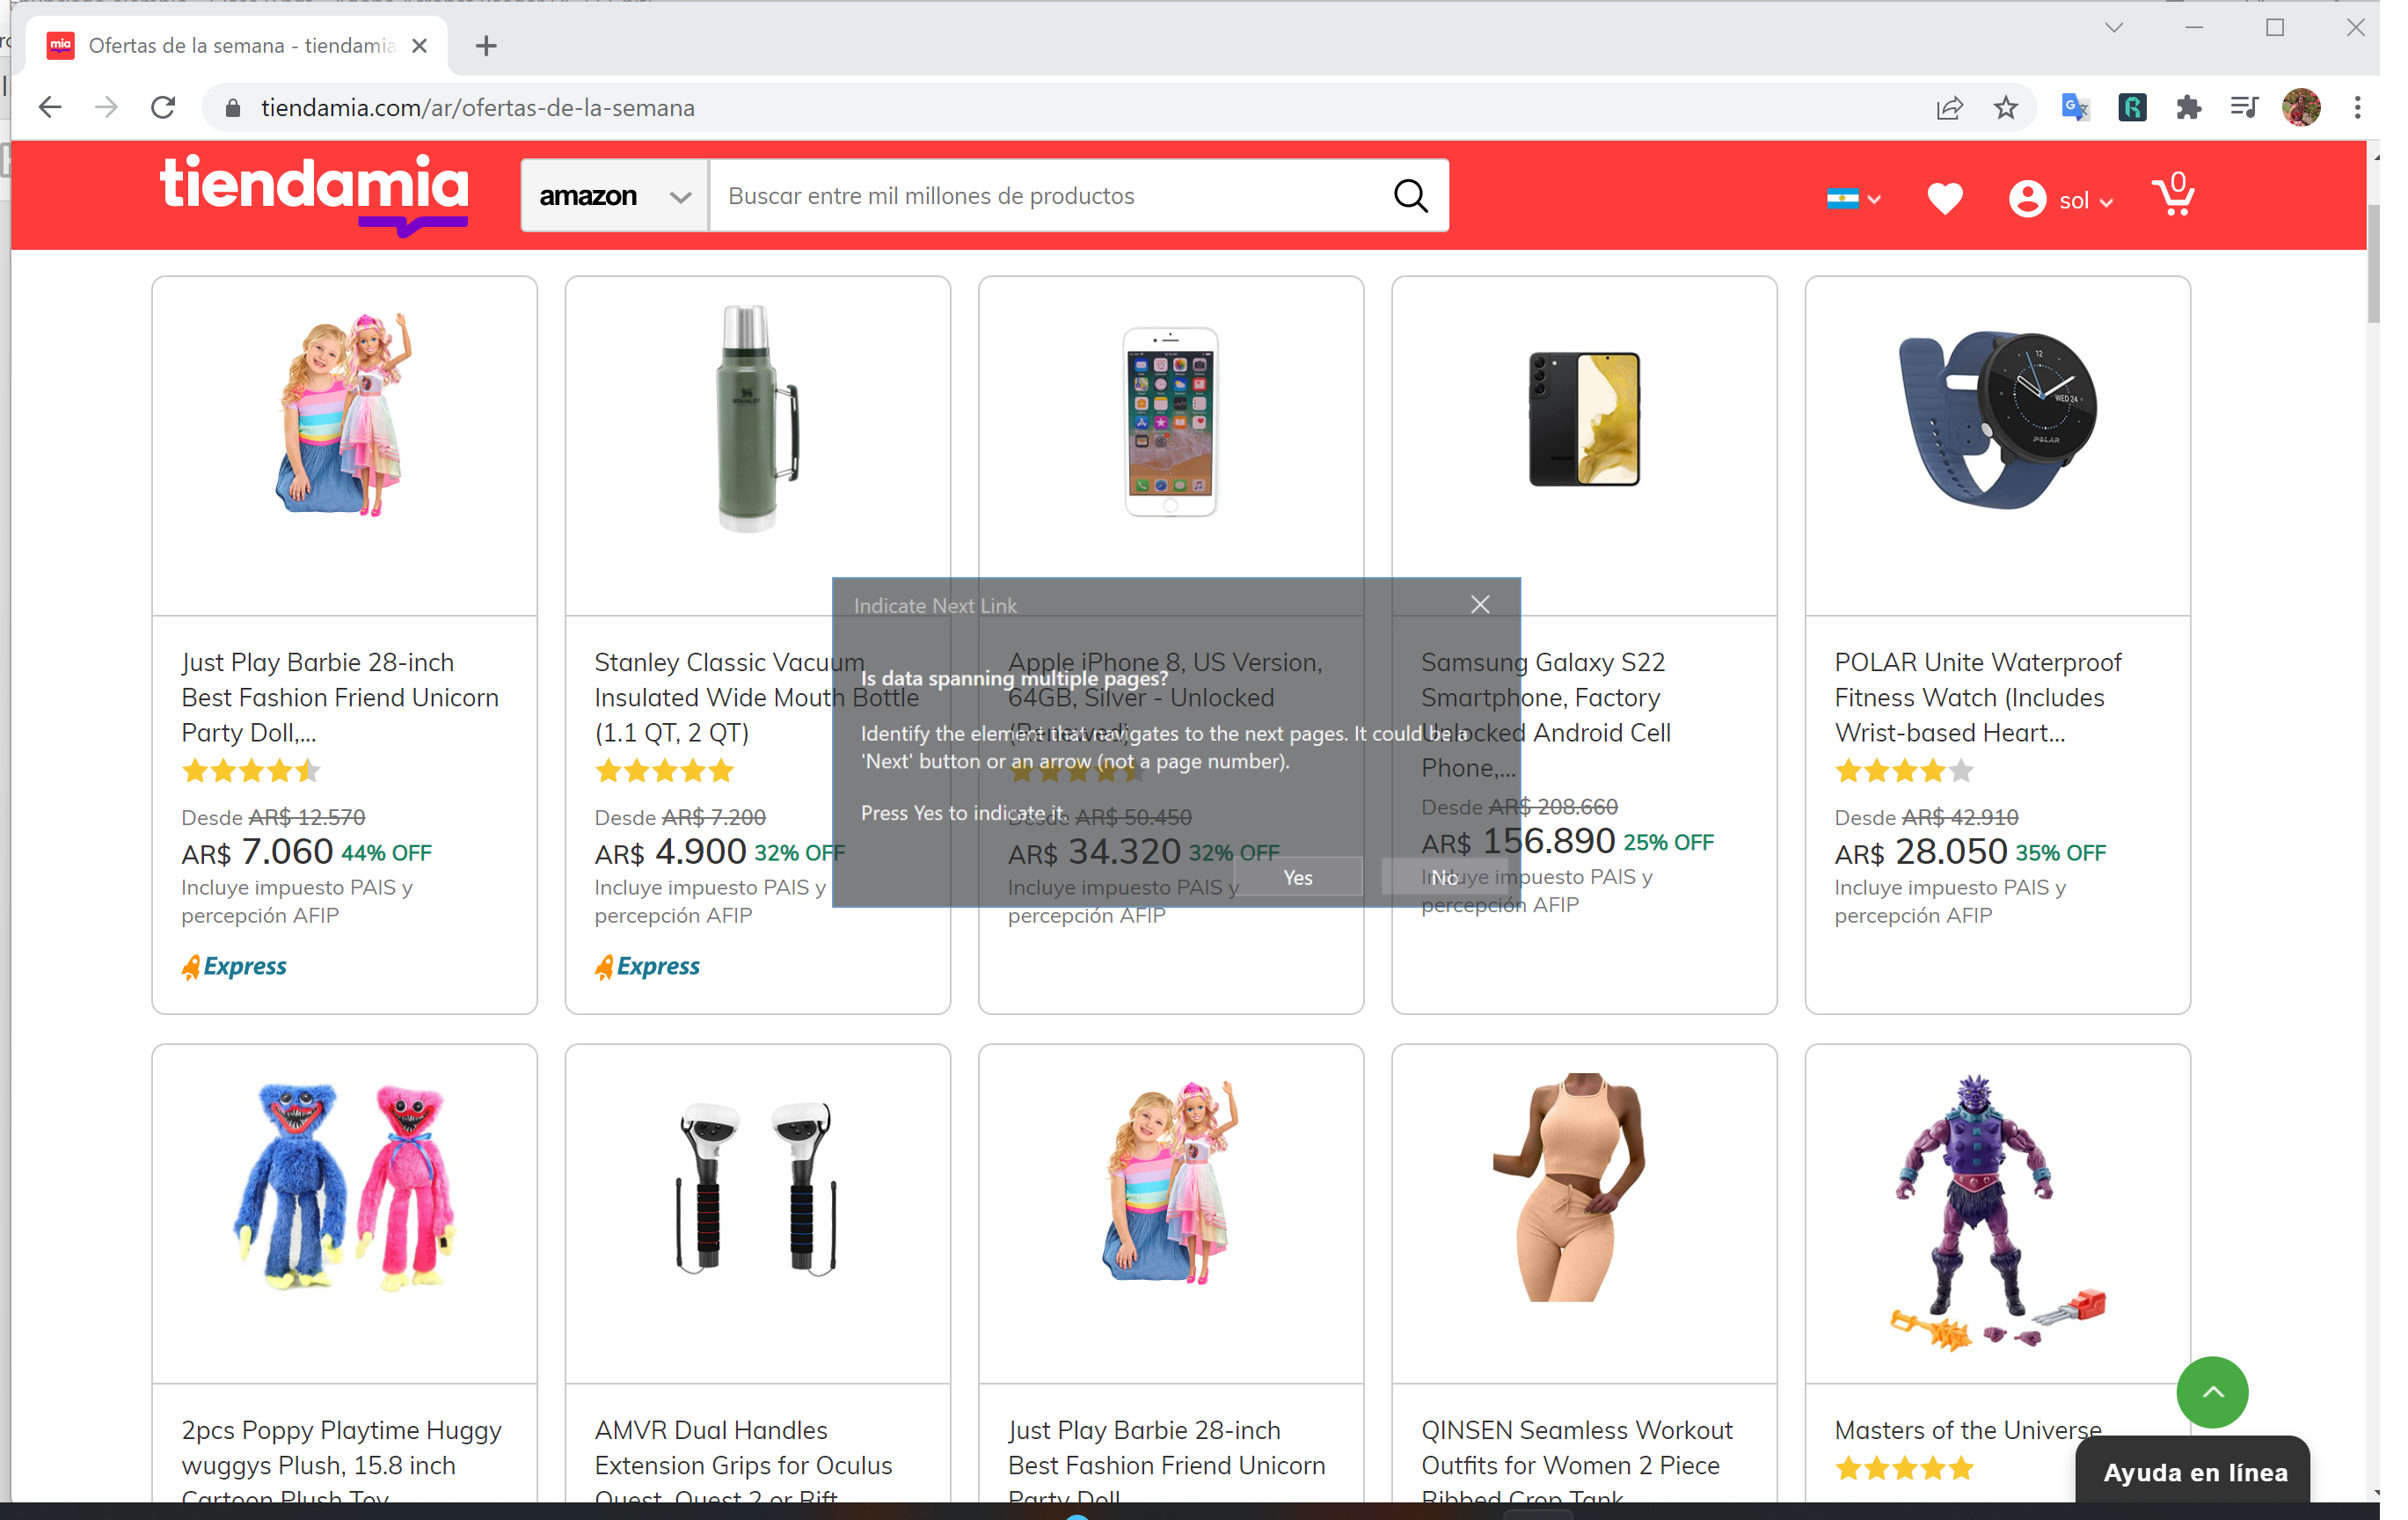 Ofertas de la semana - tiendamia
tiendamia.com/ar/ofertas-de-la-semana
tiendamia
amazon
Buscar entre mil millones de productos
sol
0
Indicate Next Link
Is data spanning multiple pages?
Identify the element that navigates to the next pages. It could be a
'Next' button or an arrow (not a page number).
Press Yes to indicate it.
Yes
No
Just Play Barbie 28-inch
Best Fashion Friend Unicorn
Party Doll,...
Desde AR$ 12.570
AR$ 7.060 44% OFF
Incluye impuesto PAIS y
percepción AFIP
Express
STANLEY
Stanley Classic Vacuum
Insulated Wide Mouth Bottle
(1.1 QT, 2 QT)
Desde AR$ 7.200
AR$ 4.900 32% OFF
Incluye impuesto PAIS y
percepción AFIP
Express
Apple iPhone 8, US Version,
64GB, Silver - Unlocked
(Renewed)
Desde AR$ 50.450
AR$ 34.320 32% OFF
Incluye impuesto PAIS y
percepción AFIP
Samsung Galaxy S22
Smartphone, Factory
Unlocked Android Cell
Phone,...
Desde AR$ 208.660
AR$ 156.890 25% OFF
Incluye impuesto PAIS y
percepción AFIP
12
WED 24
POLAR
POLAR Unite Waterproof
Fitness Watch (Includes
Wrist-based Heart...
Desde AR$ 42.910
AR$ 28.050 35% OFF
Incluye impuesto PAIS y
percepción AFIP
2pcs Poppy Playtime Huggy
wuggys Plush, 15.8 inch
Cartoon Plush Toy
AMVR Dual Handles
Extension Grips for Oculus
Quest, Quest 2 or Rift
Just Play Barbie 28-inch
Best Fashion Friend Unicorn
Party Doll
QINSEN Seamless Workout
Outfits for Women 2 Piece
Ribbed Crop Tank
Masters of the Universe
Ayuda en línea